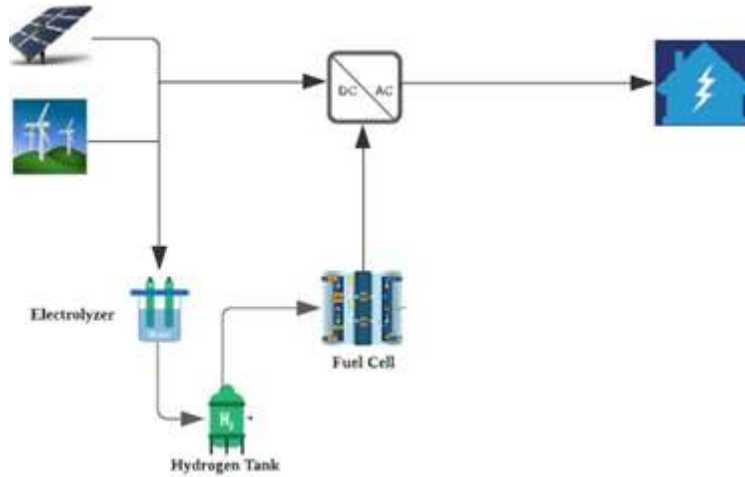 DC AC
Electrolyzer
Fuel Cell
H2
Hydrogen Tank